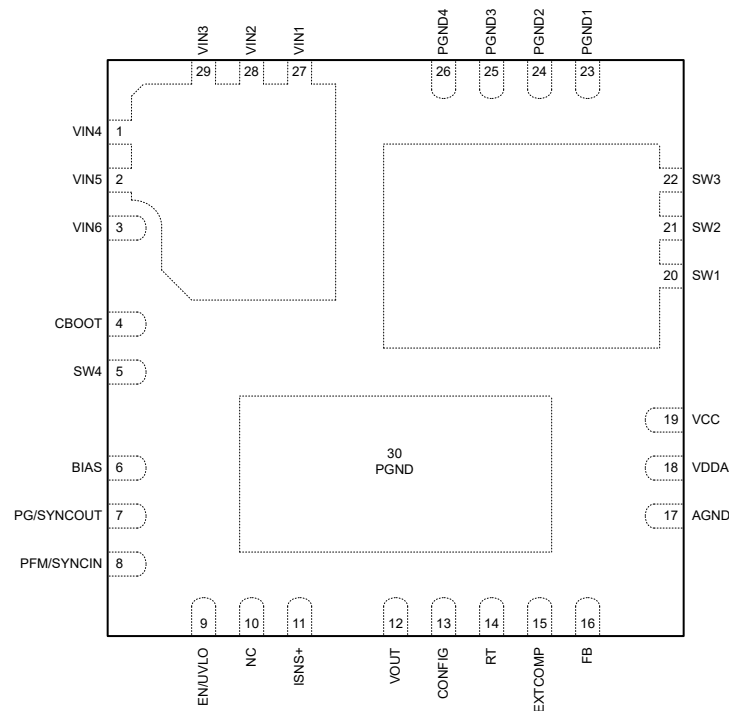 VIN3
VIN2
VIN1
PGND4
PGND3
PGND2
PGND1
29
28
27
26
25
24
23
VIN4 1
VIN5 2
VIN6 3
CBOOT 4
SW4 5
BIAS 6
PG/SYNCOUT 7
PFM/SYNCIN 8
22 SW3
21 SW2
20 SW1
19 VCC
18 VDDA
17 AGND
30
PGND
9
10
11
12
13
14
15
16
EN/UVLO
NC
ISNS+
VOUT
CONFIG
RT
EXTCOMP
FB